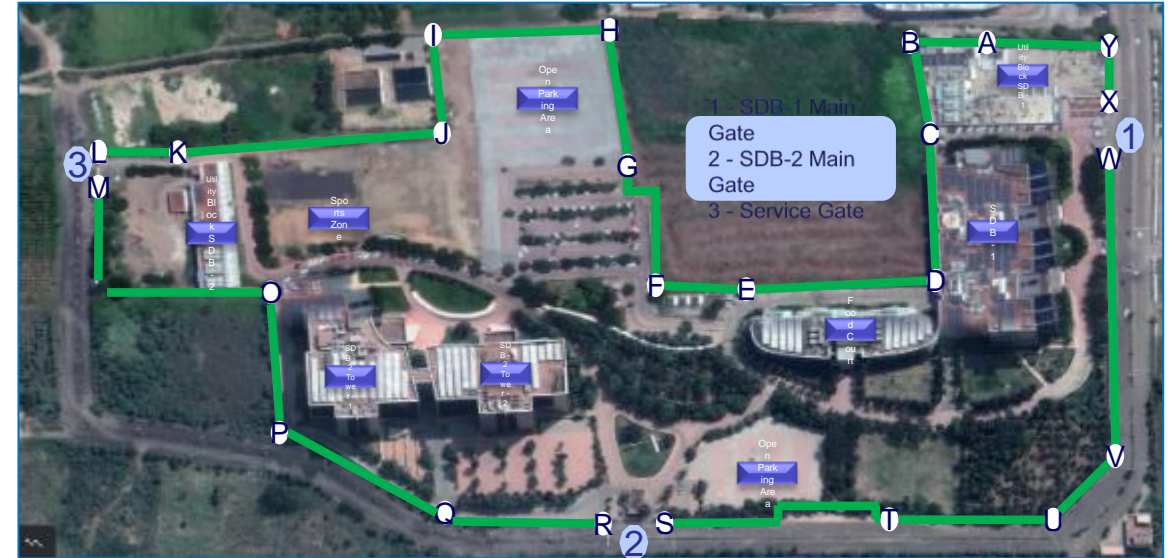 H
I
B
A
Y
Utility Block SDB-1
Open Parking Area
X
1 - SDB-1 Main
Gate
2 - SDB-2 Main
Gate
3 - Service Gate
1
J
C
L
K
3
W
G
M
Utility Block SDB-2
Sports Zone
SDB-1
F
E
D
O
Food Court
SDB-2 Tower-1
SDB-2 Tower-2
P
V
Open Parking Area
Q
R
S
T
U
2